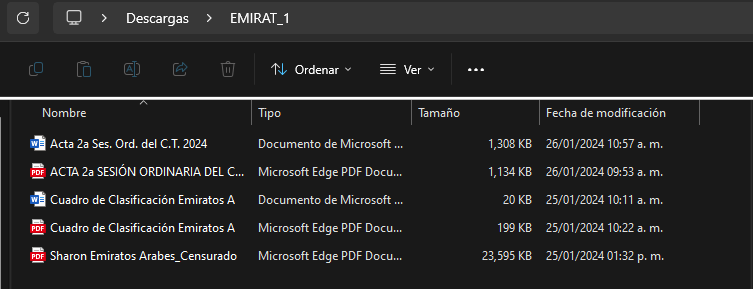 Descargas > EMIRAT_1
Ordenar Ver
Nombre Tipo Tamaño Fecha de modificación
Acta 2a Ses. Ord. del C.T. 2024 Documento de Microsoft ... 1,308 KB 26/01/2024 10:57 a. m.
ACTA 2a SESIÓN ORDINARIA DEL C... Microsoft Edge PDF Docu... 1,134 KB 26/01/2024 09:53 a. m.
Cuadro de Clasificación Emiratos A Documento de Microsoft ... 20 KB 25/01/2024 10:11 a. m.
Cuadro de Clasificación Emiratos A Microsoft Edge PDF Docu... 199 KB 25/01/2024 10:22 a. m.
Sharon Emiratos Arabes_Censurado Microsoft Edge PDF Docu... 23,595 KB 25/01/2024 01:32 p. m.